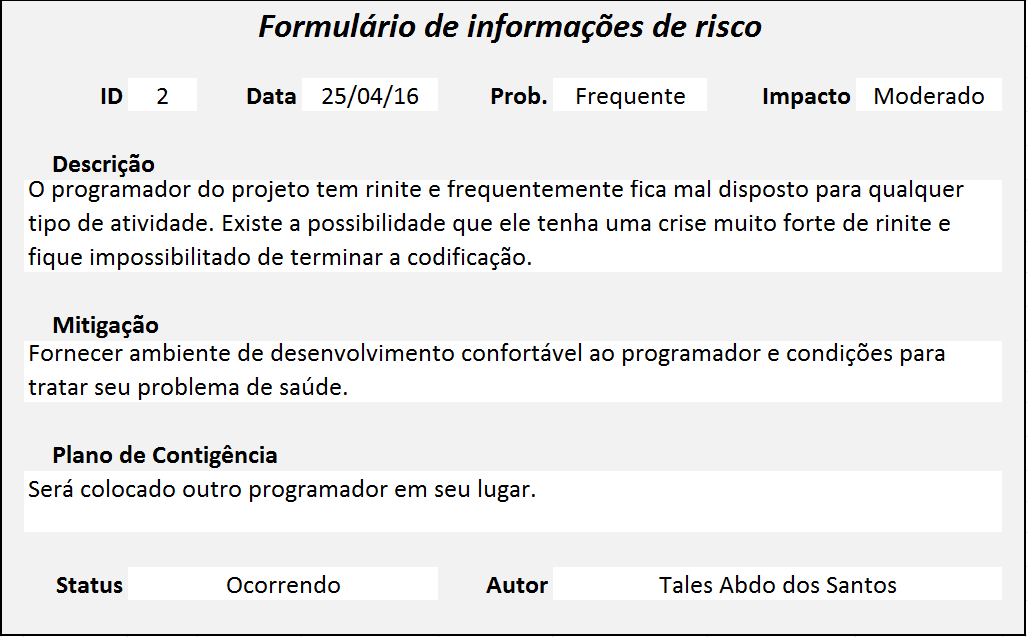 Formulário de informações de risco
ID 2 Data 25/04/16 Prob. Frequente Impacto Moderado
Descrição
O programador do projeto tem rinite e frequentemente fica mal disposto para qualquer
tipo de atividade. Existe a possibilidade que ele tenha uma crise muito forte de rinite e
fique impossibilitado de terminar a codificação.
Mitigação
Fornecer ambiente de desenvolvimento confortável ao programador e condições para
tratar seu problema de saúde.
Plano de Contigência
Será colocado outro programador em seu lugar.
Status Ocorrendo Autor Tales Abdo dos Santos